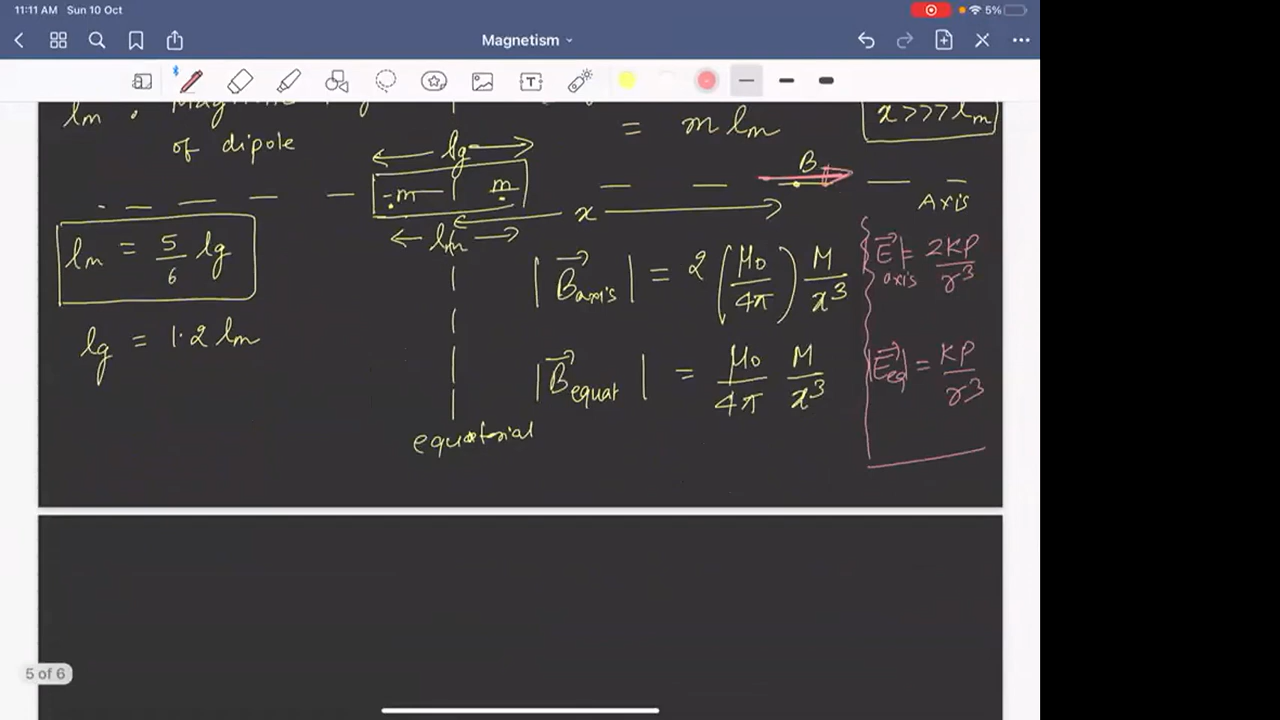 11:11 AM Sun 10 Oct
5%
Magnetism
lm :
of dipole
= m lm
x >>> lm
lg
-m
m
B
x
Axis
lm
lm = 5/6 lg
lg = 1.2 lm
|B⃗axis| = 2 (μ0/4π) M/x³
|E⃗|axis = 2KP/r³
|B⃗equat| = μ0/4π M/x³
|E⃗eq| = KP/r³
equatorial
5 of 6